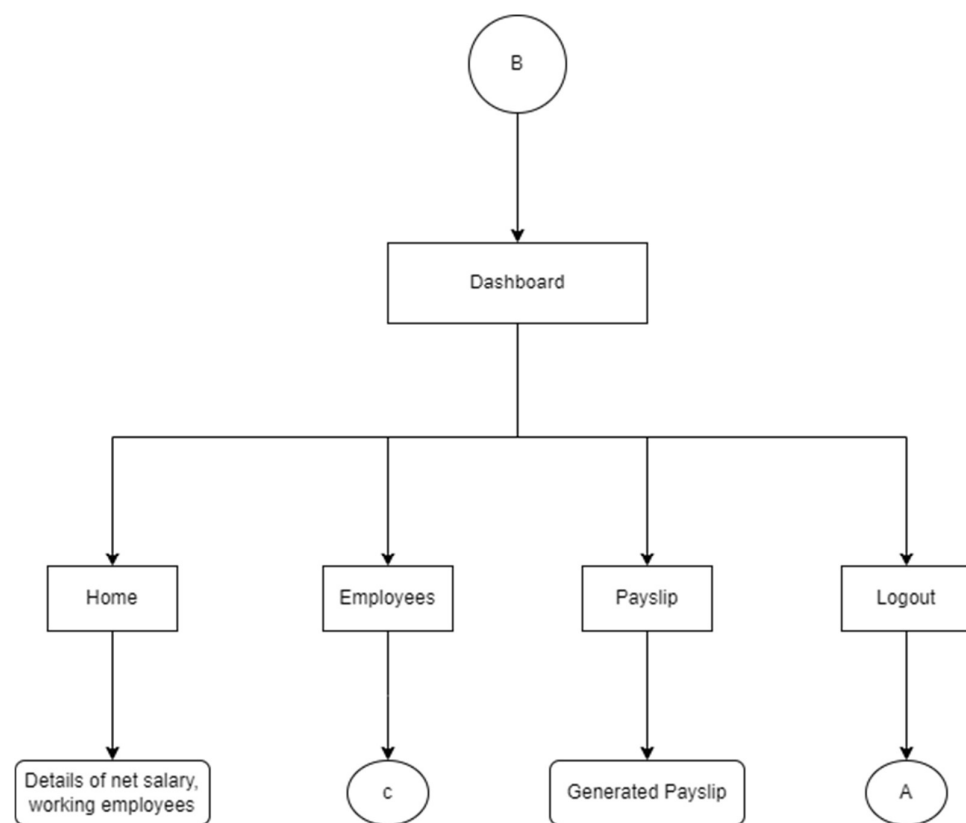 B
Dashboard
Home
Employees
Payslip
Logout
Details of net salary,
working employees
c
Generated Payslip
A